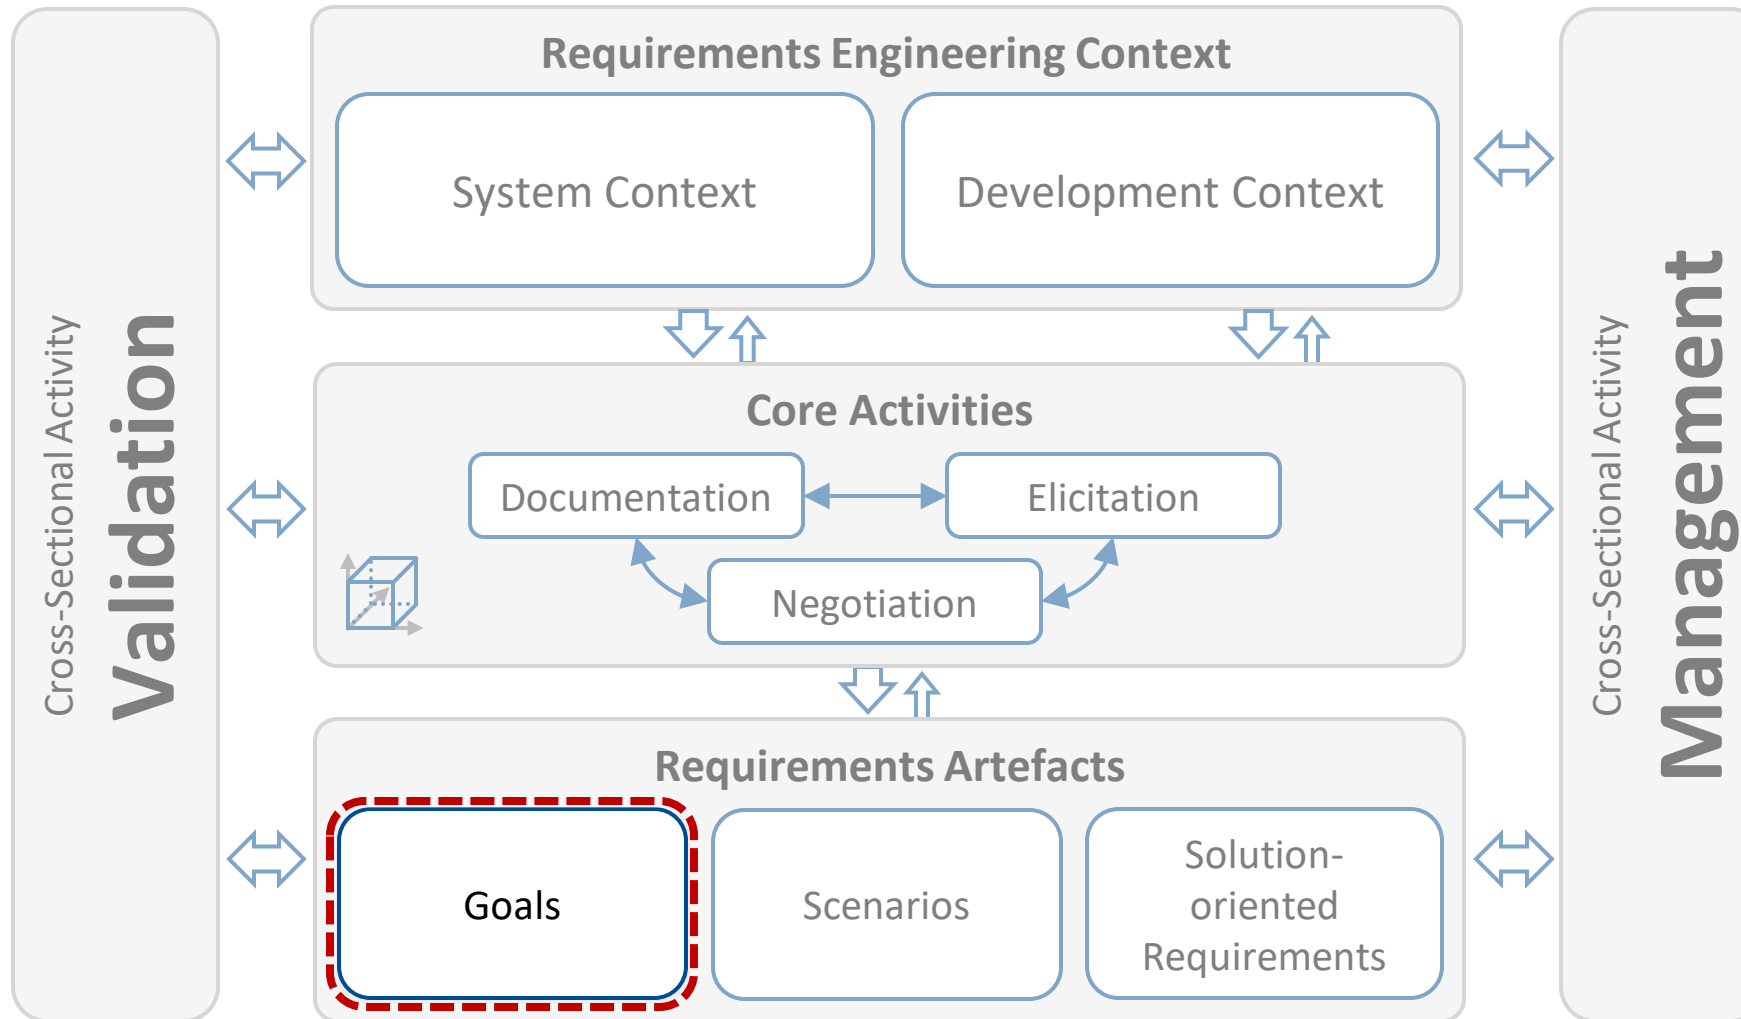 Cross-Sectional Activity
Validation
Requirements Engineering Context
System Context
Development Context
Core Activities
Documentation
Elicitation
Negotiation
Requirements Artefacts
Goals
Scenarios
Solution-
oriented
Requirements
Cross-Sectional Activity
Management